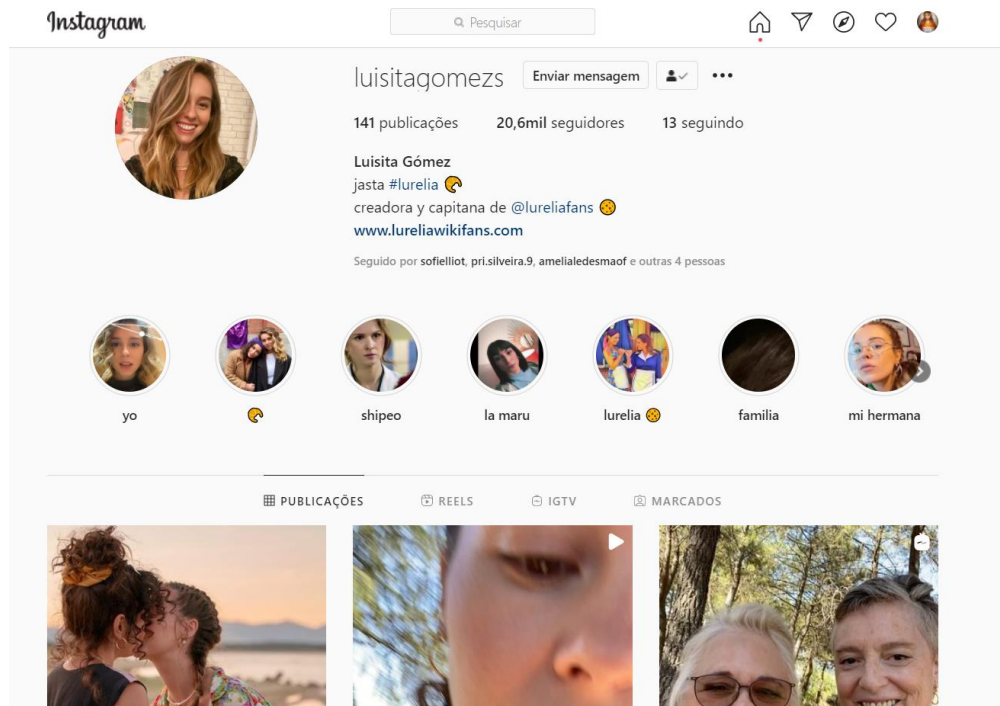 Instagram
Pesquisar
luisitagomezs Enviar mensagem
141 publicações 20,6mil seguidores 13 seguindo
Luisita Gómez
jasta #lurelia
creadora y capitana de @lureliafans
www.lureliawikifans.com
Seguido por sofielliot, pri.silveira.9, amelialedesmaof e outras 4 pessoas
yo shipeo la maru lurelia familia mi hermana
PUBLICAÇÕES REELS IGTV MARCADOS